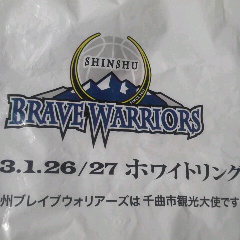 SHINSHU
BRAVE WARRIORS
3.1.26/27 ホワイトリング
州ブレイブウォリアーズは千曲市観光大使です